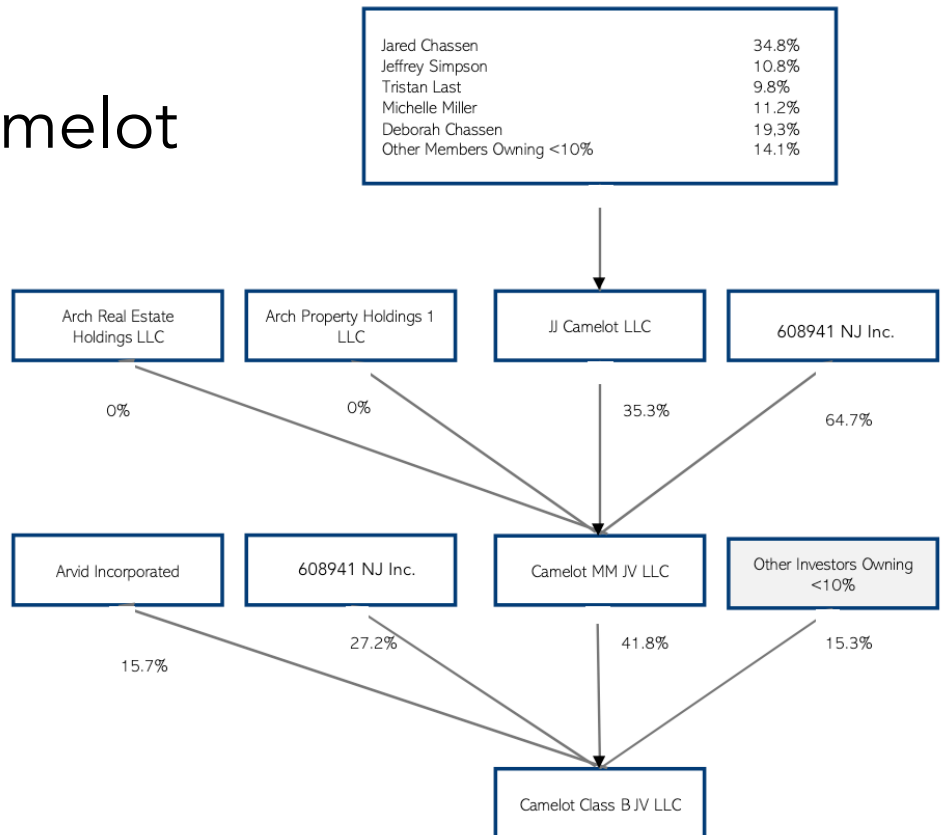 melot
Jared Chassen 34.8%
Jeffrey Simpson 10.8%
Tristan Last 9.8%
Michelle Miller 11.2%
Deborah Chassen 19,3%
Other Members Owning <10% 14.1%
Arch Real Estate
Holdings LLC
Arch Property Holdings 1
LLC
JJ Camelot LLC
608941 NJ Inc.
0%
0%
35.3%
64.7%
Arvid Incorporated
608941 NJ Inc.
Camelot MM JV LLC
Other Investors Owning
<10%
15.7%
27.2%
41.8%
15.3%
Camelot Class B JV LLC